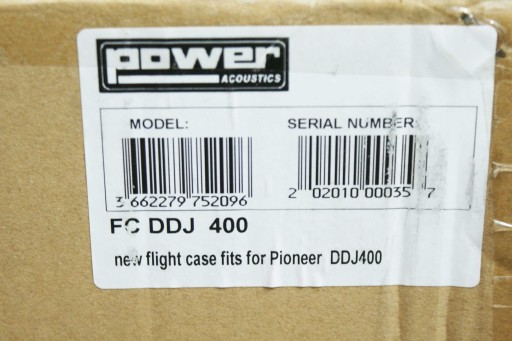 power
ACOUSTICS
MODEL: SERIAL NUMBER:
3 662279 752096 2 02010 00035 7
FC DDJ 400
new flight case fits for Pioneer DDJ400